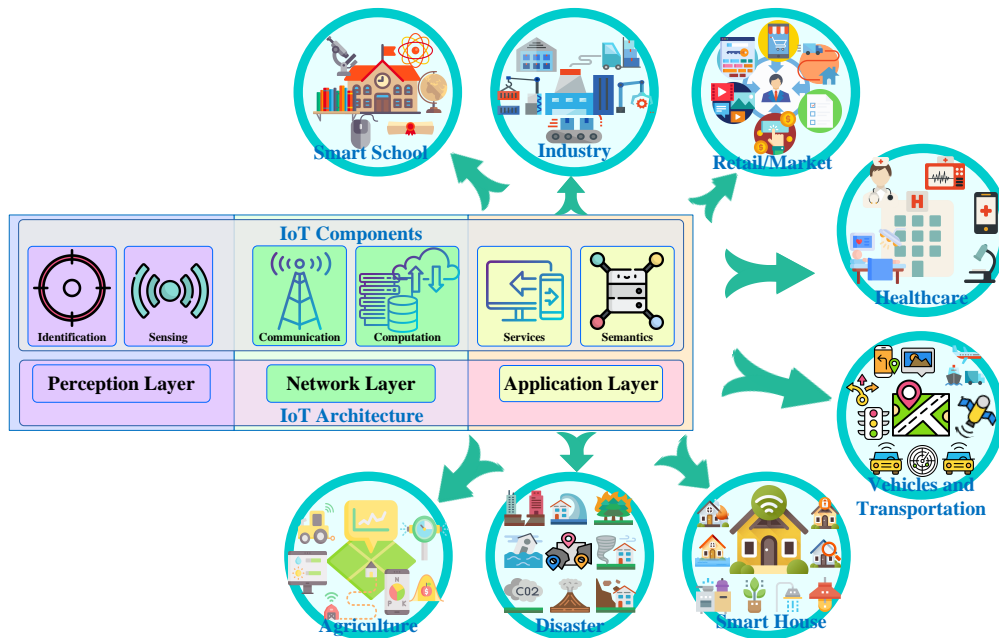 Smart School
Industry
Retail/Market
H
Healthcare
IoT Components
Identification
Sensing
Communication
Computation
Services
Semantics
Perception Layer
Network Layer
Application Layer
IoT Architecture
Vehicles and
Transportation
N
P K
Agriculture
CO2
Disaster
Smart House